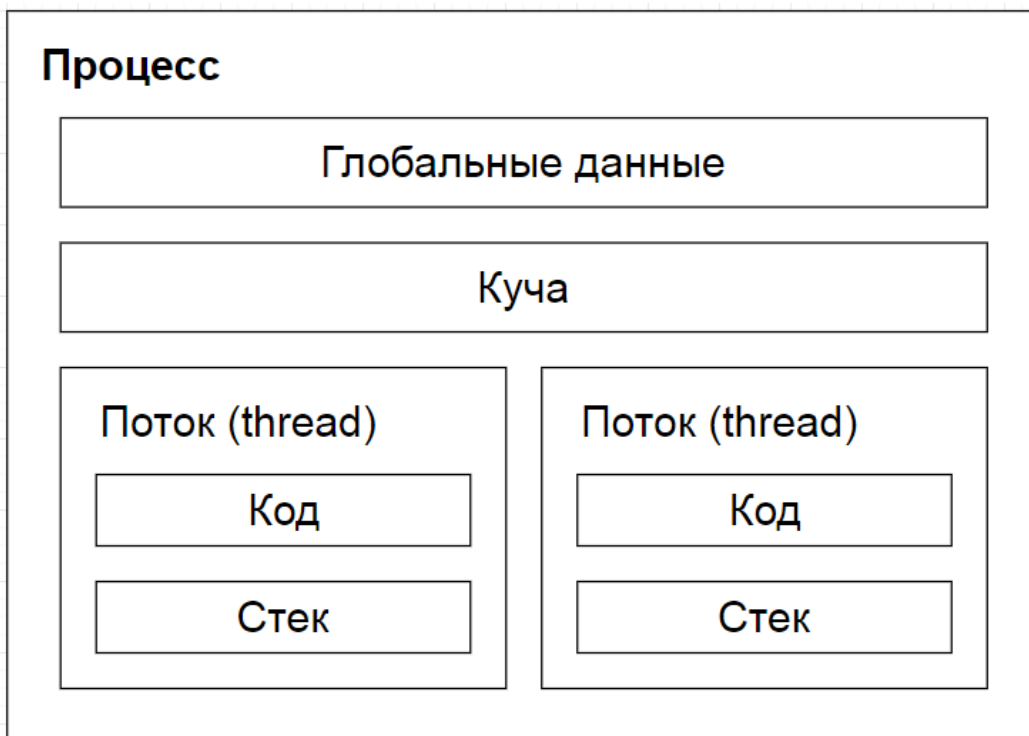 Процесс
Глобальные данные
Куча
Поток (thread)
Код
Стек
Поток (thread)
Код
Стек